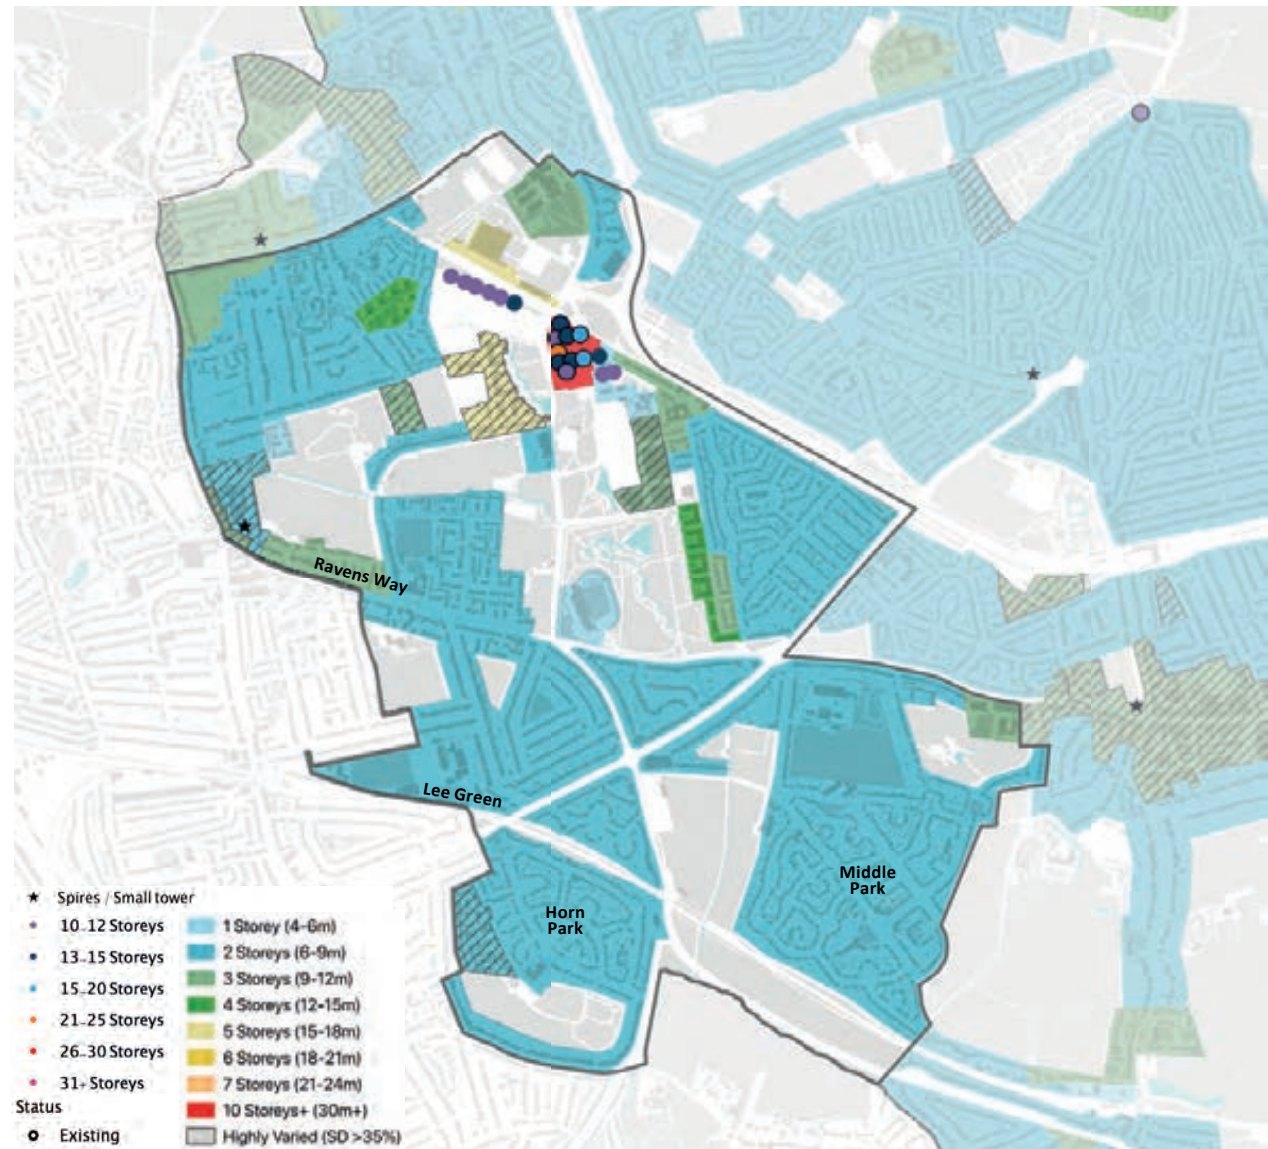 Ravens Way
Lee Green
Middle
Park
Horn
Park
Spires / Small tower
10-12 Storeys
13-15 Storeys
15-20 Storeys
21-25 Storeys
26-30 Storeys
31+ Storeys
Status
Existing
1 Storey (4-6m)
2 Storeys (6-9m)
3 Storeys (9-12m)
4 Storeys (12-15m)
5 Storeys (15-18m)
6 Storeys (18-21m)
7 Storeys (21-24m)
10 Storeys+ (30m+)
Highly Varied (SD >35%)